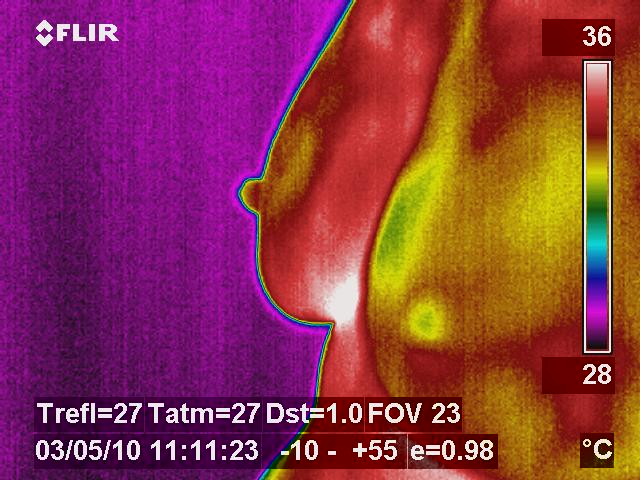 FLIR
36
28
Trefl=27 Tatm=27 Dst=1.0 FOV 23
03/05/10 11:11:23 -10 - +55 e=0.98 °C